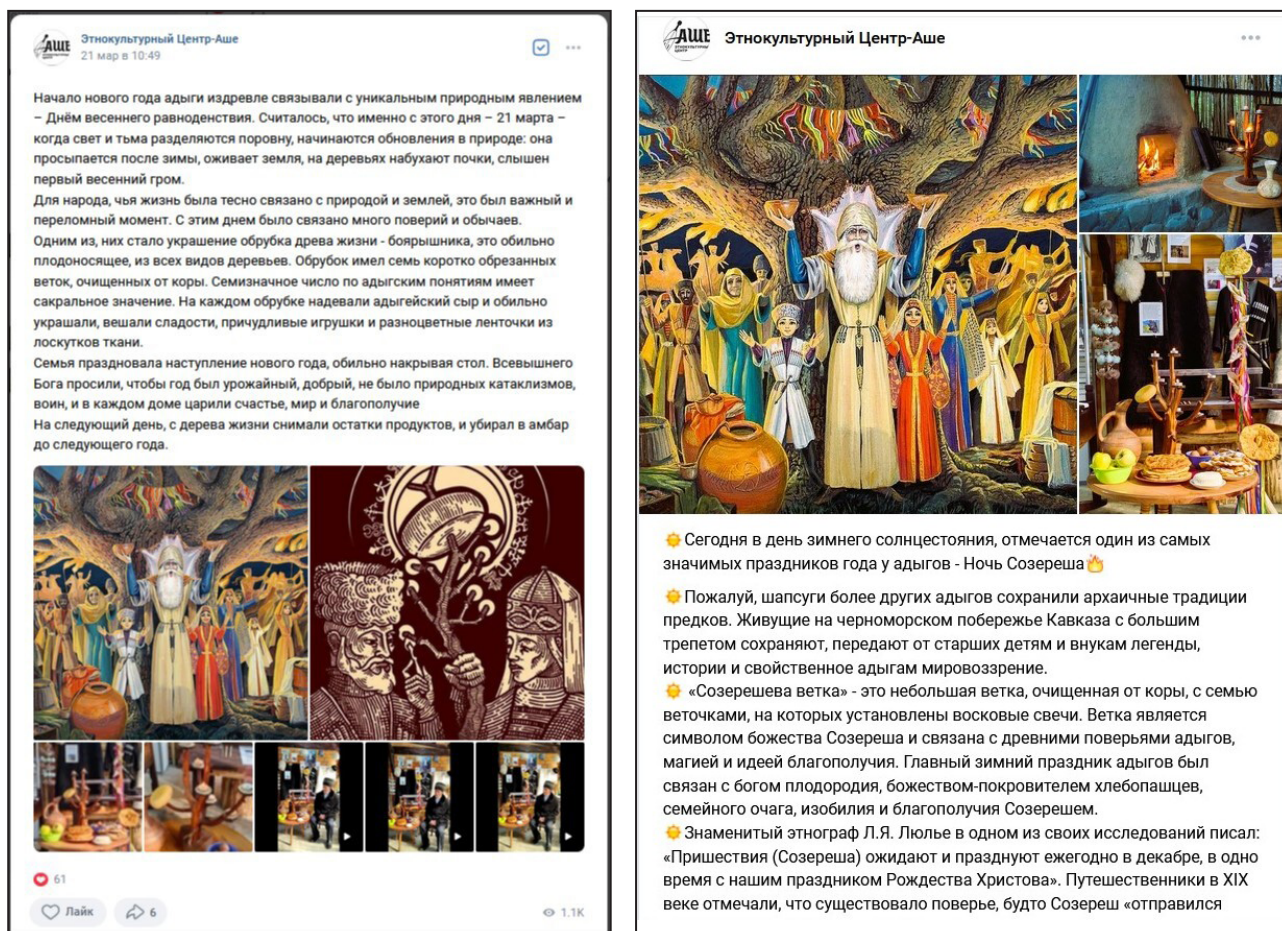 АШЕ
Этнокультурный Центр-Аше
21 мар в 10:49
Начало нового года адыги издревле связывали с уникальным природным явлением
– Днём весеннего равноденствия. Считалось, что именно с этого дня – 21 марта –
когда свет и тьма разделяются поровну, начинаются обновления в природе: она
просыпается после зимы, оживает земля, на деревьях набухают почки, слышен
первый весенний гром.
Для народа, чья жизнь была тесно связано с природой и землей, это был важный и
переломный момент. С этим днем было связано много поверий и обычаев.
Одним из, них стало украшение обрубка древа жизни - боярышника, это обильно
плодоносящее, из всех видов деревьев. Обрубок имел семь коротко обрезанных
веток, очищенных от коры. Семизначное число по адыгским понятиям имеет
сакральное значение. На каждом обрубке надевали адыгейский сыр и обильно
украшали, вешали сладости, причудливые игрушки и разноцветные ленточки из
лоскутков ткани.
Семья праздновала наступление нового года, обильно накрывая стол. Всевышнего
Бога просили, чтобы год был урожайный, добрый, не было природных катаклизмов,
воин, и в каждом доме царили счастье, мир и благополучие
На следующий день, с дерева жизни снимали остатки продуктов, и убирал в амбар
до следующего года.
61
Лайк
6
1.1K
АШЕ
ЭТНОКУЛЬТУРНЫЙ
ЦЕНТР
Этнокультурный Центр-Аше
Сегодня в день зимнего солнцестояния, отмечается один из самых
значимых праздников года у адыгов - Ночь Созереша
Пожалуй, шапсуги более других адыгов сохранили архаичные традиции
предков. Живущие на черноморском побережье Кавказа с большим
трепетом сохраняют, передают от старших детям и внукам легенды,
истории и свойственное адыгам мировоззрение.
«Созерешева ветка» - это небольшая ветка, очищенная от коры, с семью
веточками, на которых установлены восковые свечи. Ветка является
символом божества Созереша и связана с древними поверьями адыгов,
магией и идеей благополучия. Главный зимний праздник адыгов был
связан с богом плодородия, божеством-покровителем хлебопашцев,
семейного очага, изобилия и благополучия Созерешем.
Знаменитый этнограф Л.Я. Люлье в одном из своих исследований писал:
«Пришествия (Созереша) ожидают и празднуют ежегодно в декабре, в одно
время с нашим праздником Рождества Христова». Путешественники в XIX
веке отмечали, что существовало поверье, будто Созереш «отправился